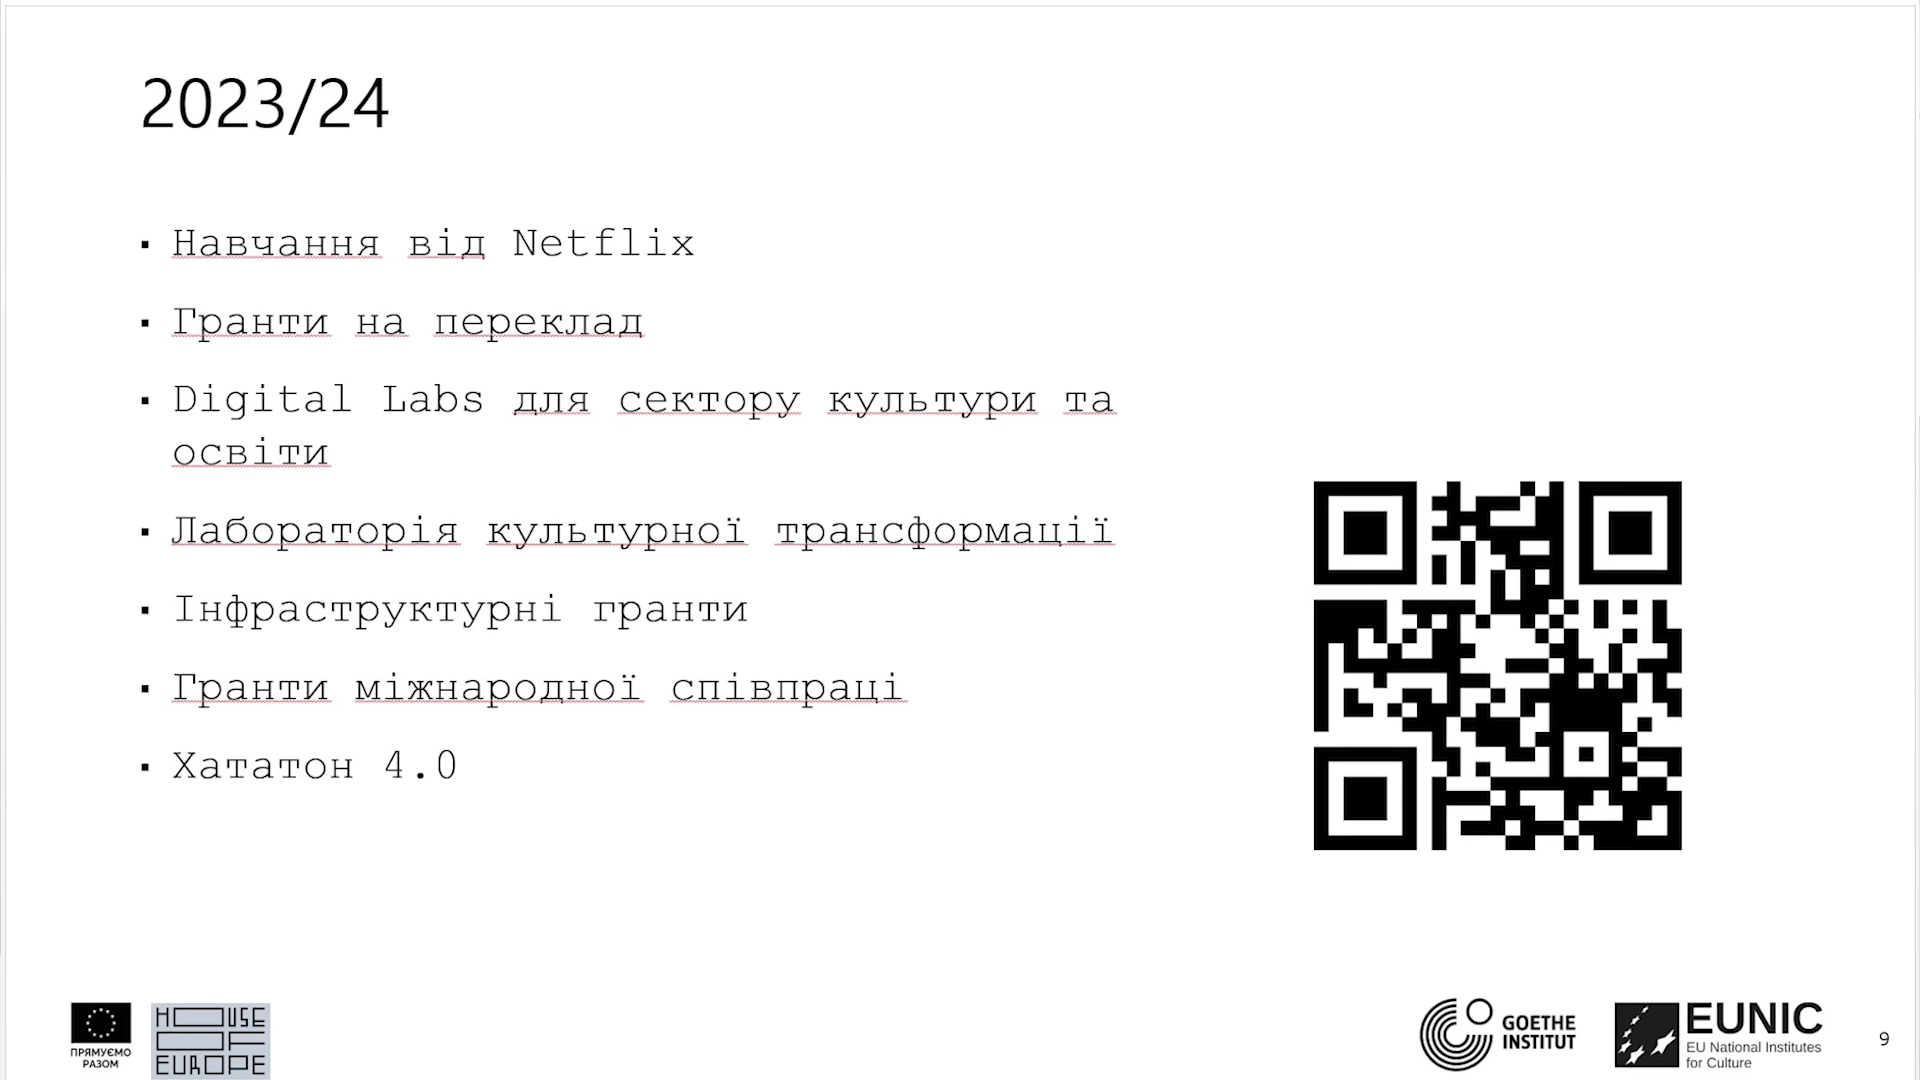 2023/24
▪ Навчання від Netflix
▪ Гранти на переклад
▪ Digital Labs для сектору культури та
освіти
▪ Лабораторія культурної трансформації
▪ Інфраструктурні гранти
▪ Гранти міжнародної співпраці
▪ Хататон 4.0
ПРЯМУЄМО
РАЗОМ
HOUSE
OF
EUROPE
GOETHE
INSTITUT
EUNIC
EU National Institutes
for Culture
9